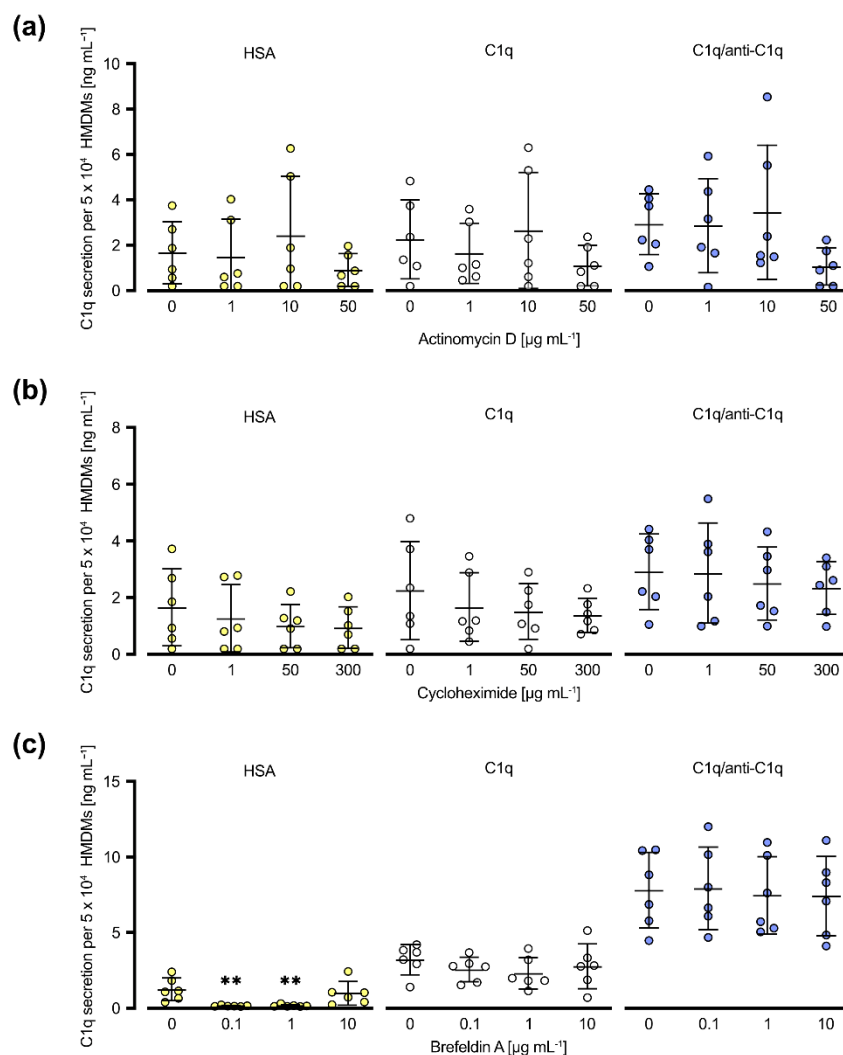 (a)
HSA C1q C1q/anti-C1q
C1q secretion per 5 x 10⁴ HMDMs [ng mL⁻¹]
10
8
6
4
2
0
0 1 10 50 0 1 10 50 0 1 10 50
Actinomycin D [µg mL⁻¹]
(b)
HSA C1q C1q/anti-C1q
C1q secretion per 5 x 10⁴ HMDMs [ng mL⁻¹]
8
6
4
2
0
0 1 50 300 0 1 50 300 0 1 50 300
Cycloheximide [µg mL⁻¹]
(c)
HSA C1q C1q/anti-C1q
C1q secretion per 5 x 10⁴ HMDMs [ng mL⁻¹]
15
10
5
** **
0
0 0.1 1 10 0 0.1 1 10 0 0.1 1 10
Brefeldin A [µg mL⁻¹]